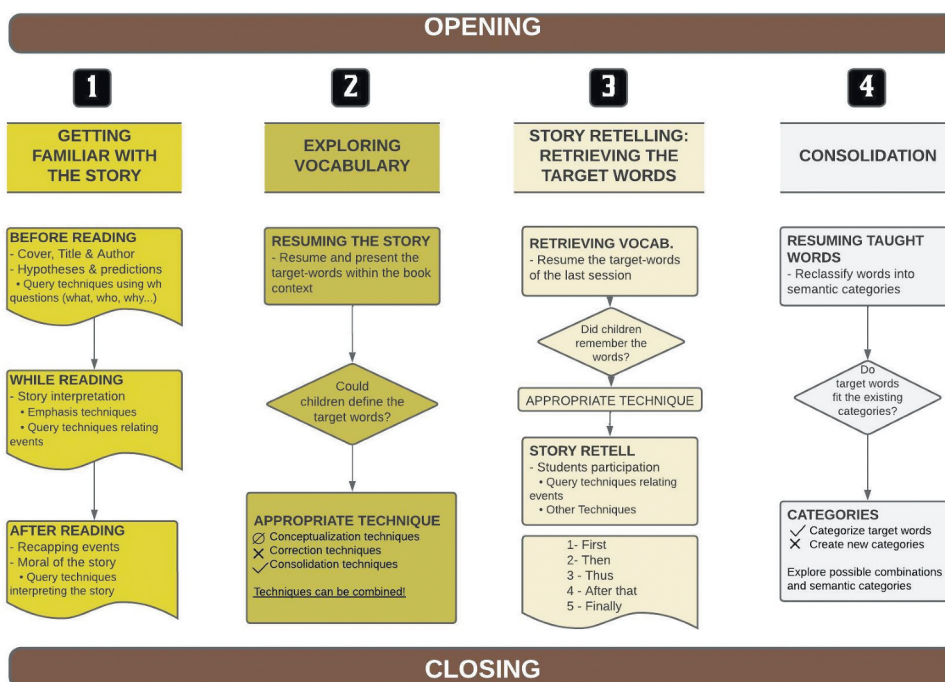 OPENING
1
GETTING
FAMILIAR WITH
THE STORY
BEFORE READING
- Cover, Title & Author
- Hypotheses & predictions
• Query techniques using wh
questions (what, who, why...)
WHILE READING
- Story interpretation
• Emphasis techniques
• Query techniques relating
events
AFTER READING
- Recapping events
- Moral of the story
• Query techniques
interpreting the story
2
EXPLORING
VOCABULARY
RESUMING THE STORY
- Resume and present the
target-words within the book
context
Could
children define the
target words?
APPROPRIATE TECHNIQUE
∅ Conceptualization techniques
✕ Correction techniques
✓ Consolidation techniques
Techniques can be combined!
3
STORY RETELLING:
RETRIEVING THE
TARGET WORDS
RETRIEVING VOCAB.
- Resume the target-words
of the last session
Did children
remember the
words?
APPROPRIATE TECHNIQUE
STORY RETELL
- Students participation
• Query techniques relating
events
• Other Techniques
1- First
2- Then
3 - Thus
4 - After that
5 - Finally
4
CONSOLIDATION
RESUMING TAUGHT
WORDS
- Reclassify words into
semantic categories
Do
target words
fit the existing
categories?
CATEGORIES
✓ Categorize target words
✕ Create new categories
Explore possible combinations
and semantic categories
CLOSING